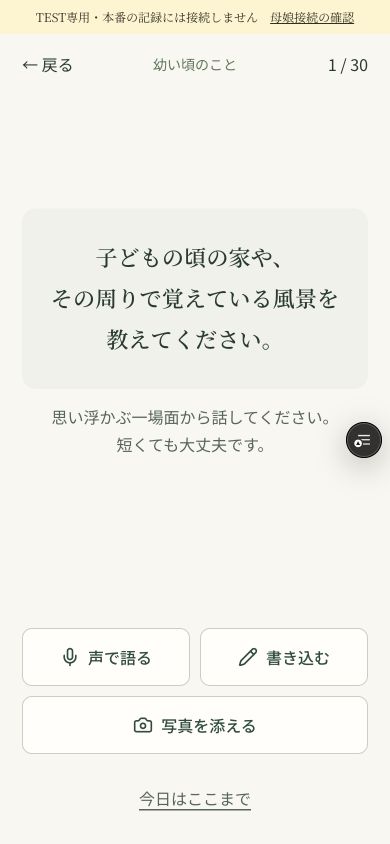 TEST専用・本番の記録には接続しません 母娘接続の確認
← 戻る 幼い頃のこと 1 / 30
子どもの頃の家や、
その周りで覚えている風景を
教えてください。
思い浮かぶ一場面から話してください。
短くても大丈夫です。
声で語る 書き込む
写真を添える
今日はここまで